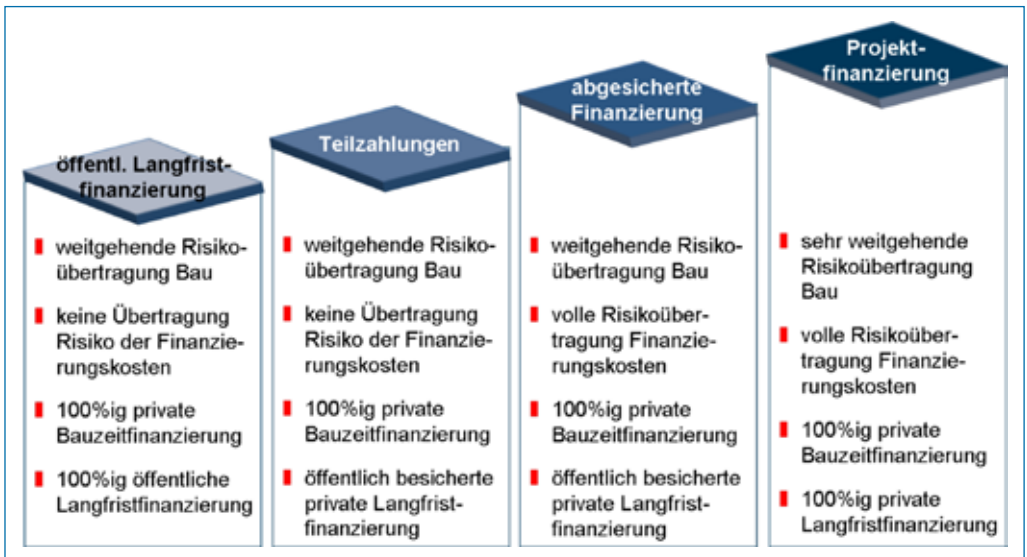 öffentl. Langfrist-
finanzierung
weitgehende Risiko-
übertragung Bau
keine Übertragung
Risiko der Finanzie-
rungskosten
100%ig private
Bauzeitfinanzierung
100%ig öffentliche
Langfristfinanzierung
Teilzahlungen
weitgehende Risiko-
übertragung Bau
keine Übertragung
Risiko der Finanzie-
rungskosten
100%ig private
Bauzeitfinanzierung
öffentlich besicherte
private Langfrist-
finanzierung
abgesicherte
Finanzierung
weitgehende Risiko-
übertragung Bau
volle Risikoüber-
tragung Finanzie-
rungskosten
100%ig private
Bauzeitfinanzierung
öffentlich besicherte
private Langfrist-
finanzierung
Projekt-
finanzierung
sehr weitgehende
Risikoübertragung
Bau
volle Risikoüber-
tragung Finanzie-
rungskosten
100%ig private
Bauzeitfinanzierung
100%ig private
Langfristfinanzierung